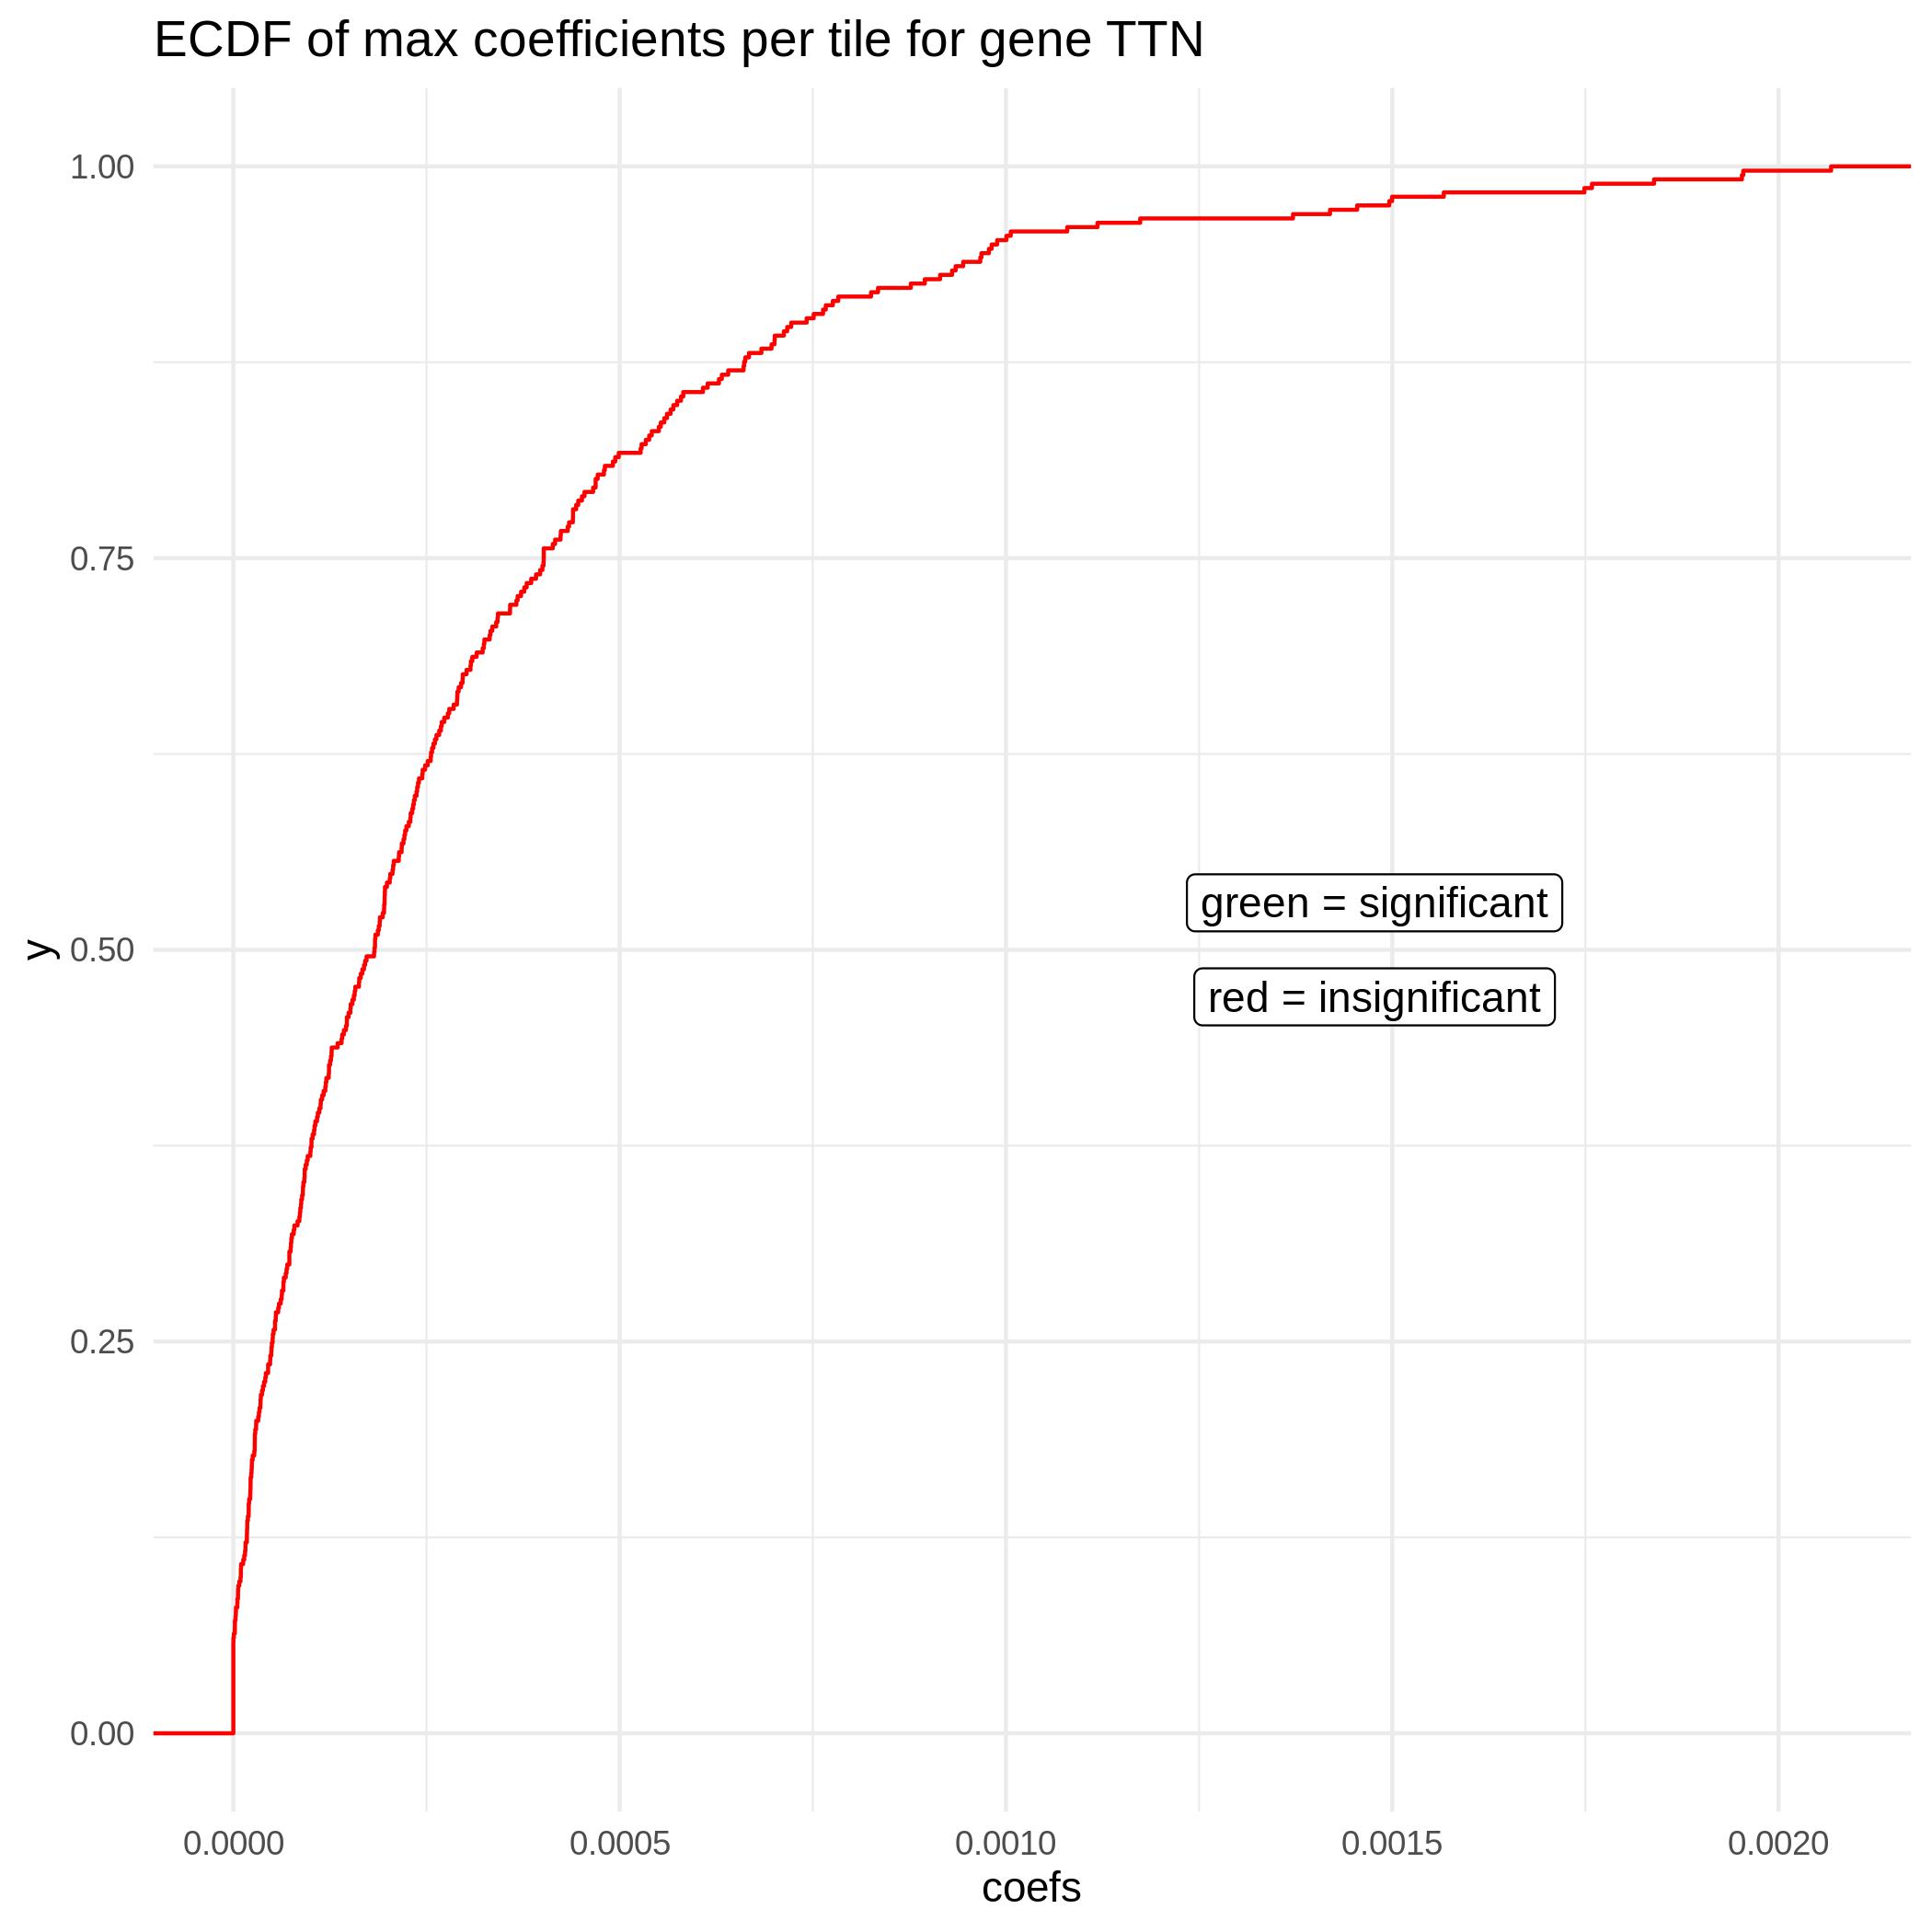 ECDF of max coefficients per tile for gene TTN
1.00
0.75
0.50
0.25
0.00
y
green = significant
red = insignificant
0.0000 0.0005 0.0010 0.0015 0.0020
coefs